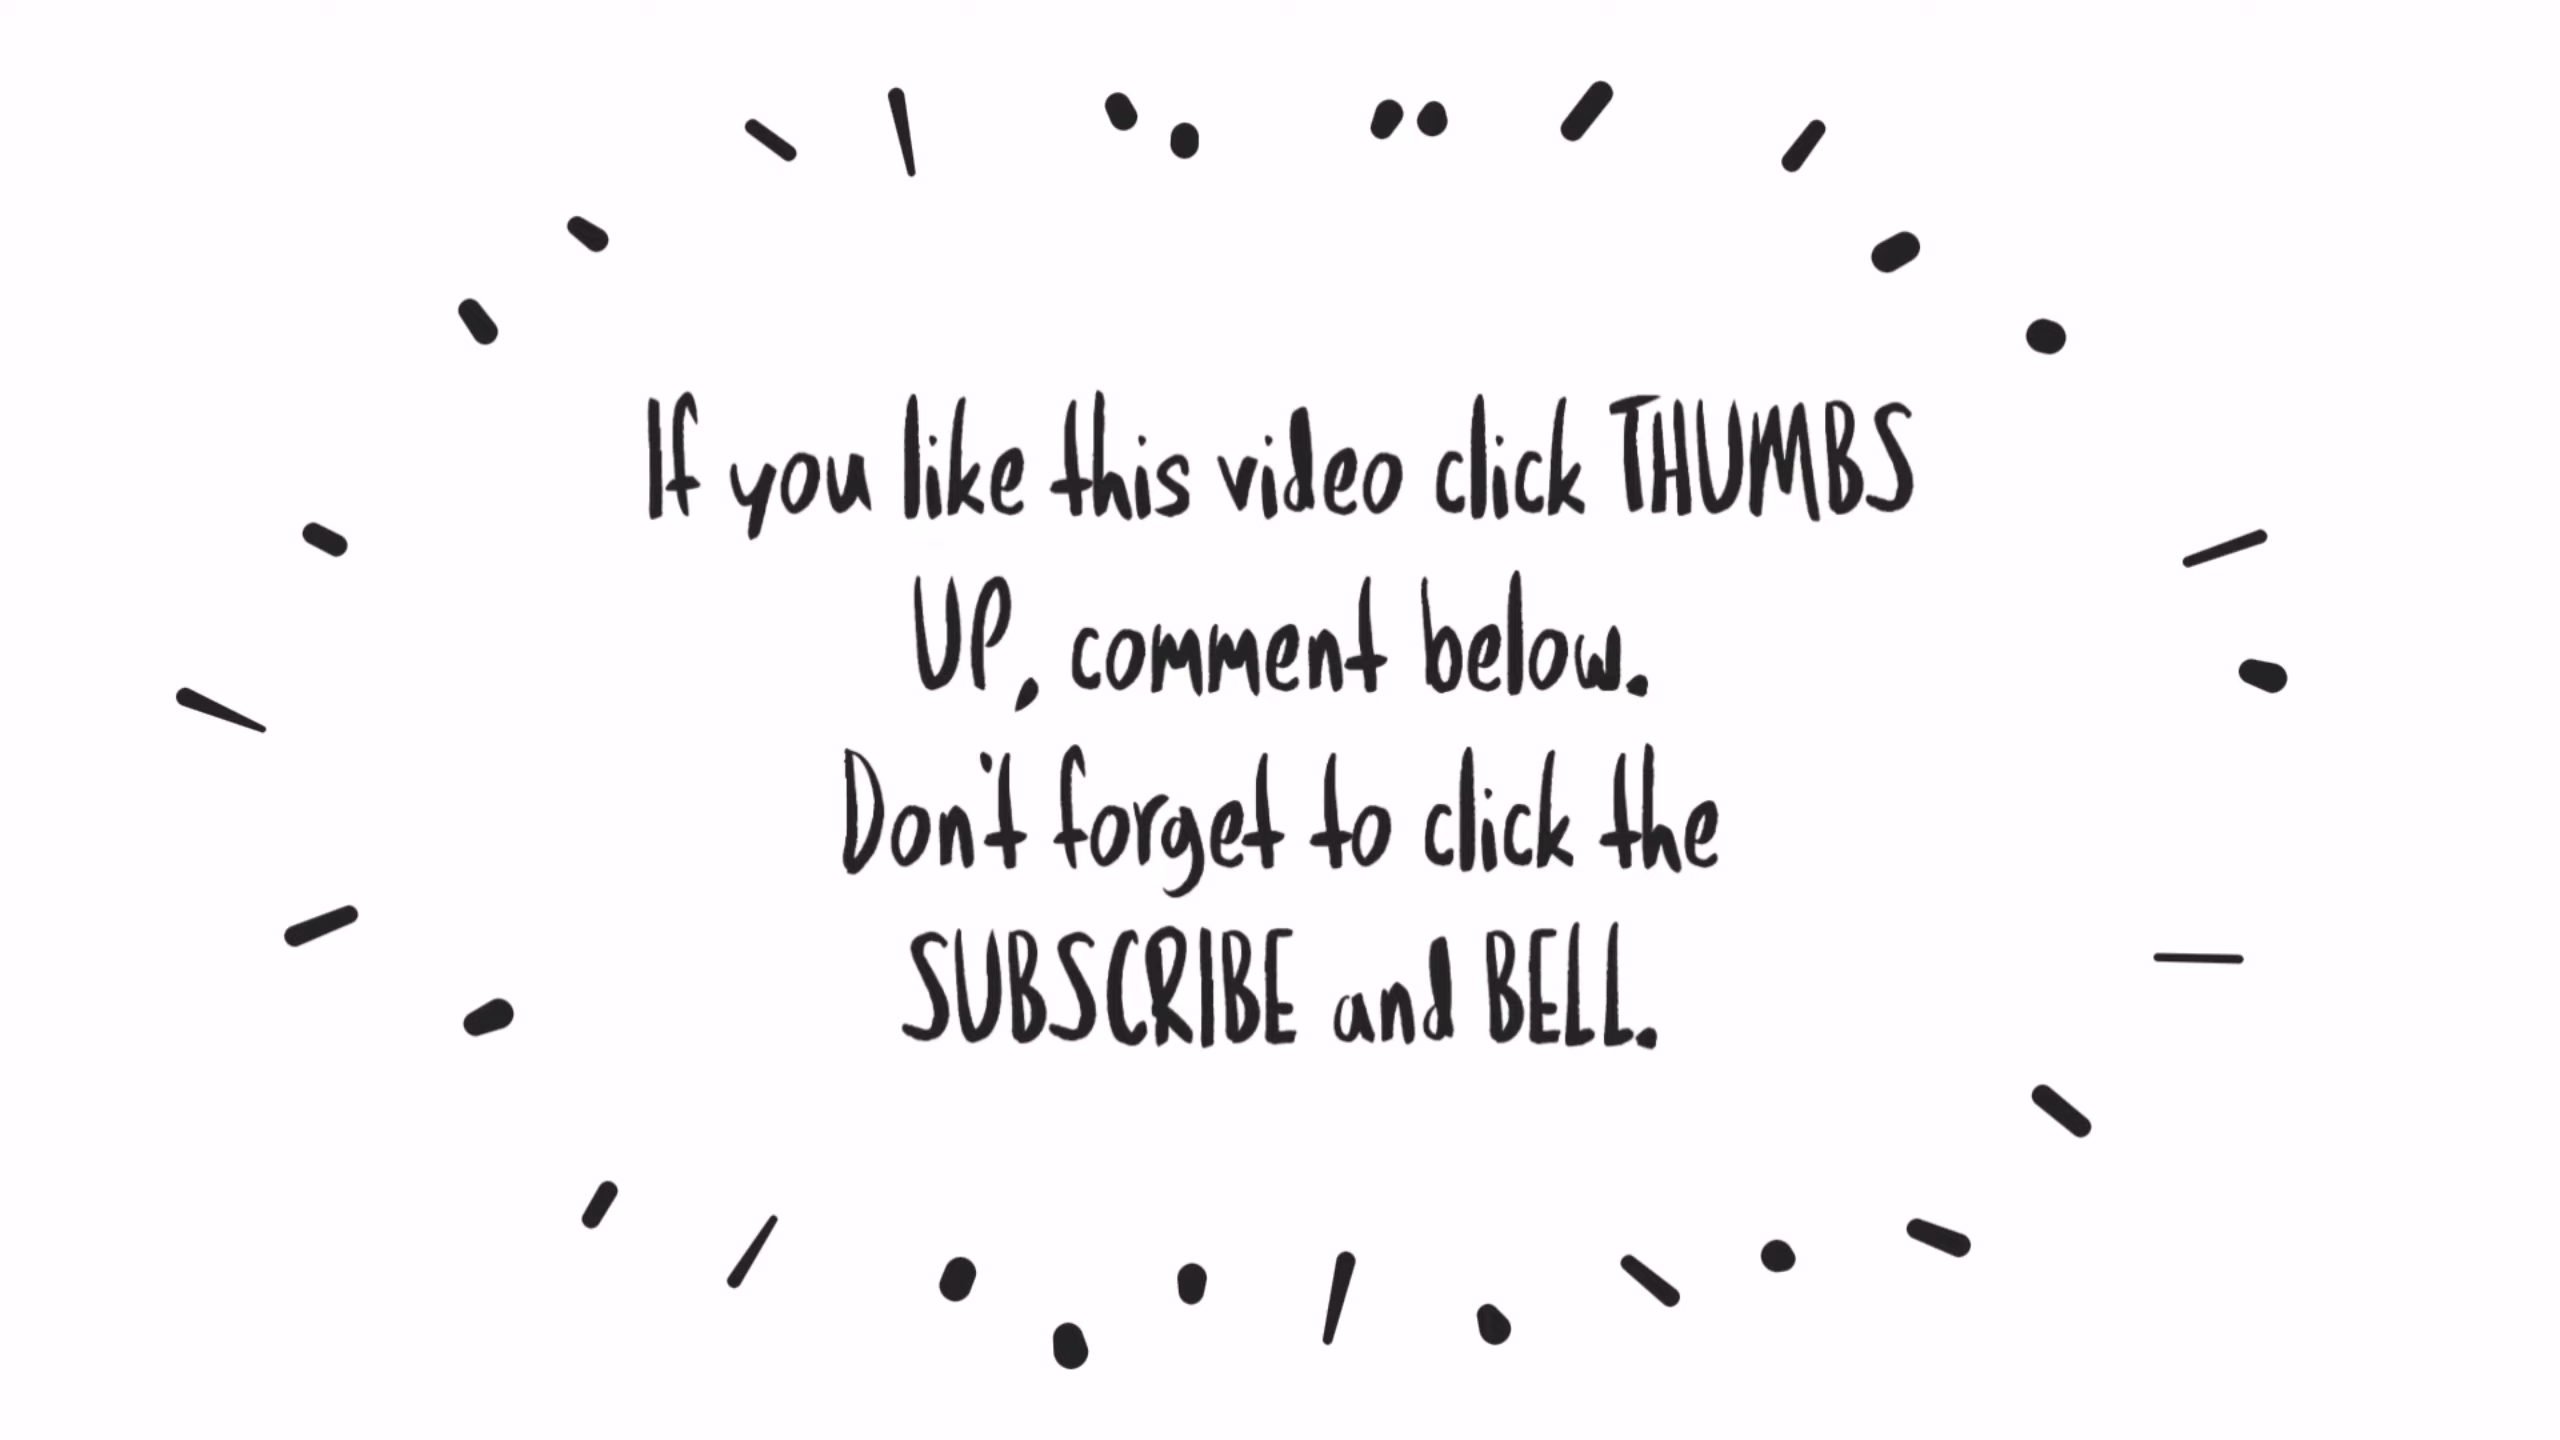 If you like this video click THUMBS
UP, comment below.
Don't forget to click the
SUBSCRIBE and BELL.